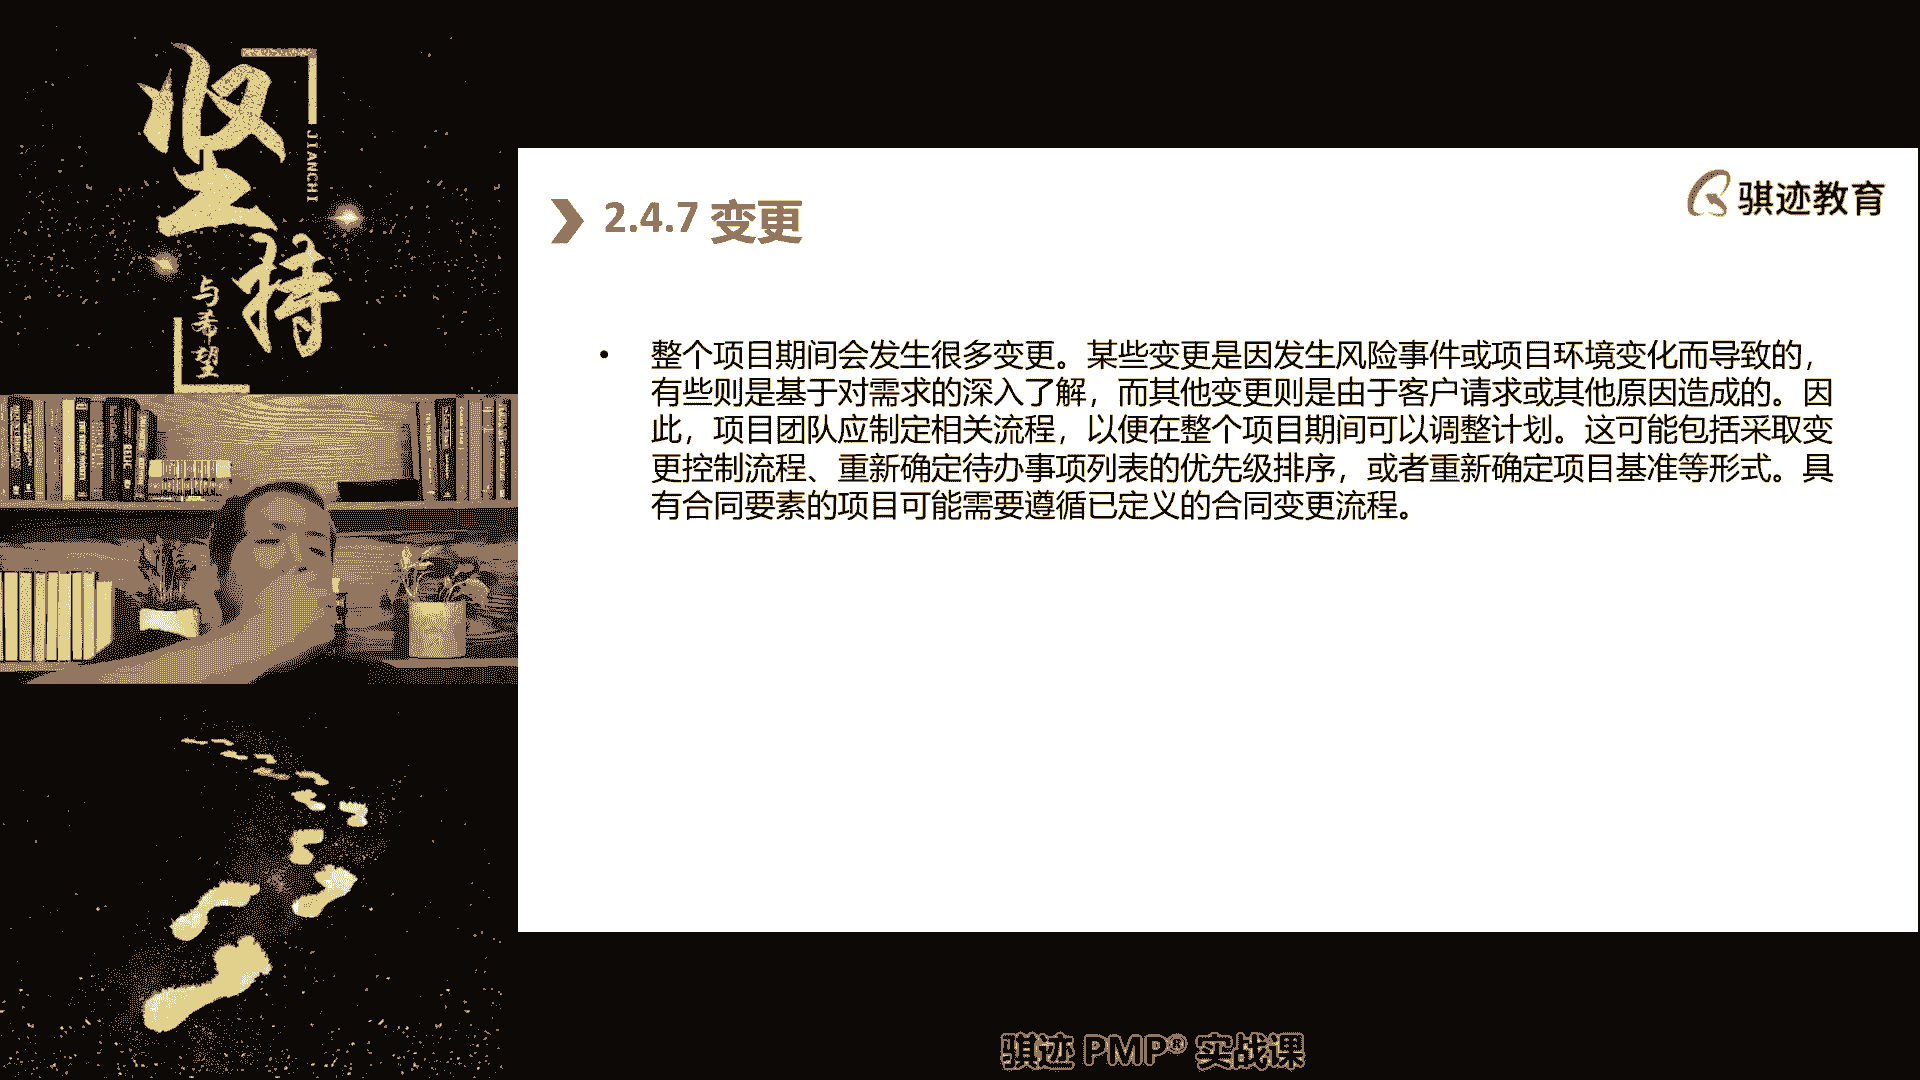 坚持
JIANCHI
与希望
骐迹教育
2.4.7 变更
• 整个项目期间会发生很多变更。某些变更是因发生风险事件或项目环境变化而导致的，
有些则是基于对需求的深入了解，而其他变更则是由于客户请求或其他原因造成的。因
此，项目团队应制定相关流程，以便在整个项目期间可以调整计划。这可能包括采取变
更控制流程、重新确定待办事项列表的优先级排序，或者重新确定项目基准等形式。具
有合同要素的项目可能需要遵循已定义的合同变更流程。
骐迹 PMP® 实战课